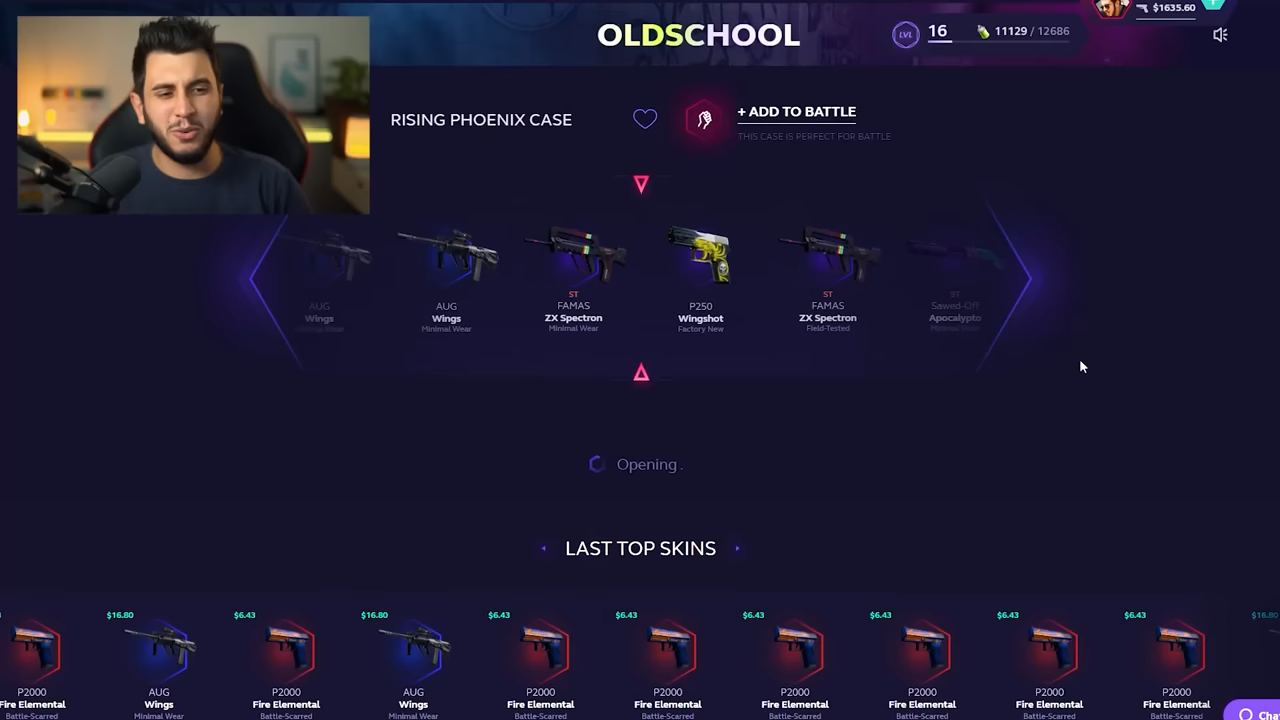 $1635.60
OLDSCHOOL
LVL 16 11129 / 12686
RISING PHOENIX CASE
+ ADD TO BATTLE
THIS CASE IS PERFECT FOR BATTLE
AUG
Wings
AUG
Wings
Minimal Wear
ST
FAMAS
ZX Spectron
Minimal Wear
P250
Wingshot
Factory New
ST
FAMAS
ZX Spectron
Field-Tested
ST
Sawed-Off
Apocalypto
Minimal Wear
Opening .
LAST TOP SKINS
P2000
Fire Elemental
Battle-Scarred
$16.80
AUG
Wings
Minimal Wear
$6.43
P2000
Fire Elemental
Battle-Scarred
$16.80
AUG
Wings
Minimal Wear
$6.43
P2000
Fire Elemental
Battle-Scarred
$6.43
P2000
Fire Elemental
Battle-Scarred
$6.43
P2000
Fire Elemental
Battle-Scarred
$6.43
P2000
Fire Elemental
Battle-Scarred
$6.43
P2000
Fire Elemental
Battle-Scarred
$6.43
P2000
Fire Elemental
Battle-Scarred
$16.80